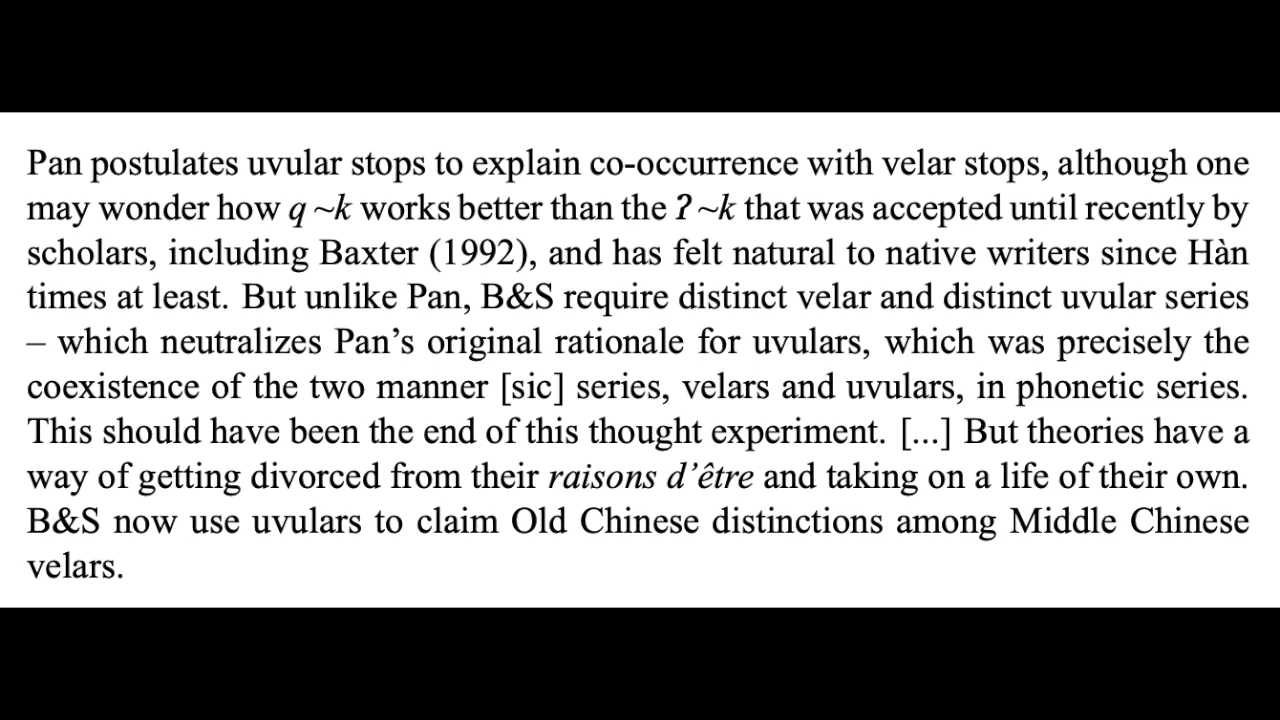 Pan postulates uvular stops to explain co-occurrence with velar stops, although one
may wonder how q ~k works better than the ʔ ~k that was accepted until recently by
scholars, including Baxter (1992), and has felt natural to native writers since Hàn
times at least. But unlike Pan, B&S require distinct velar and distinct uvular series
– which neutralizes Pan’s original rationale for uvulars, which was precisely the
coexistence of the two manner [sic] series, velars and uvulars, in phonetic series.
This should have been the end of this thought experiment. [...] But theories have a
way of getting divorced from their raisons d’être and taking on a life of their own.
B&S now use uvulars to claim Old Chinese distinctions among Middle Chinese
velars.